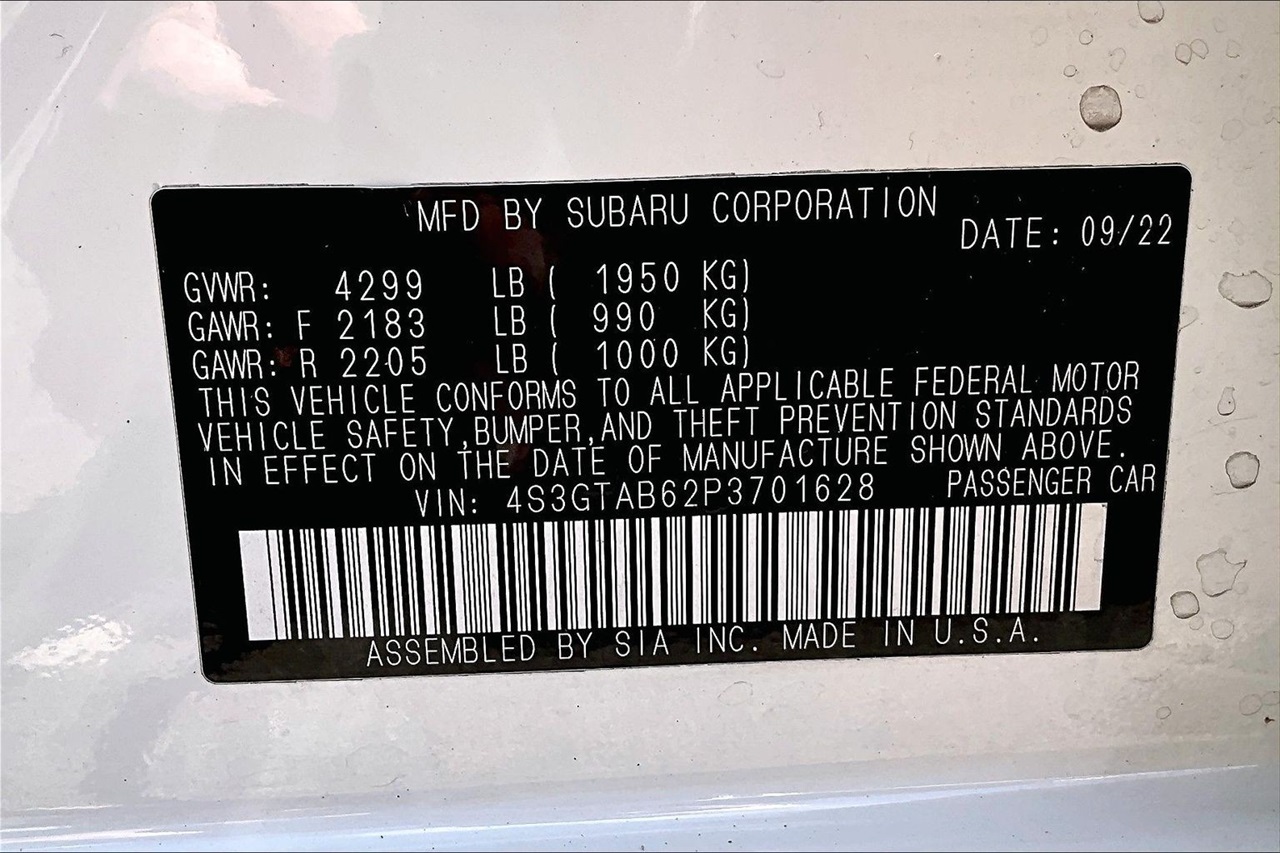 MFD BY SUBARU CORPORATION
DATE: 09/22
GVWR: 4299 LB ( 1950 KG)
GAWR: F 2183 LB ( 990 KG)
GAWR: R 2205 LB ( 1000 KG)
THIS VEHICLE CONFORMS TO ALL APPLICABLE FEDERAL MOTOR
VEHICLE SAFETY,BUMPER,AND THEFT PREVENTION STANDARDS
IN EFFECT ON THE DATE OF MANUFACTURE SHOWN ABOVE.
VIN: 4S3GTAB62P3701628 PASSENGER CAR
ASSEMBLED BY SIA INC. MADE IN U.S.A.